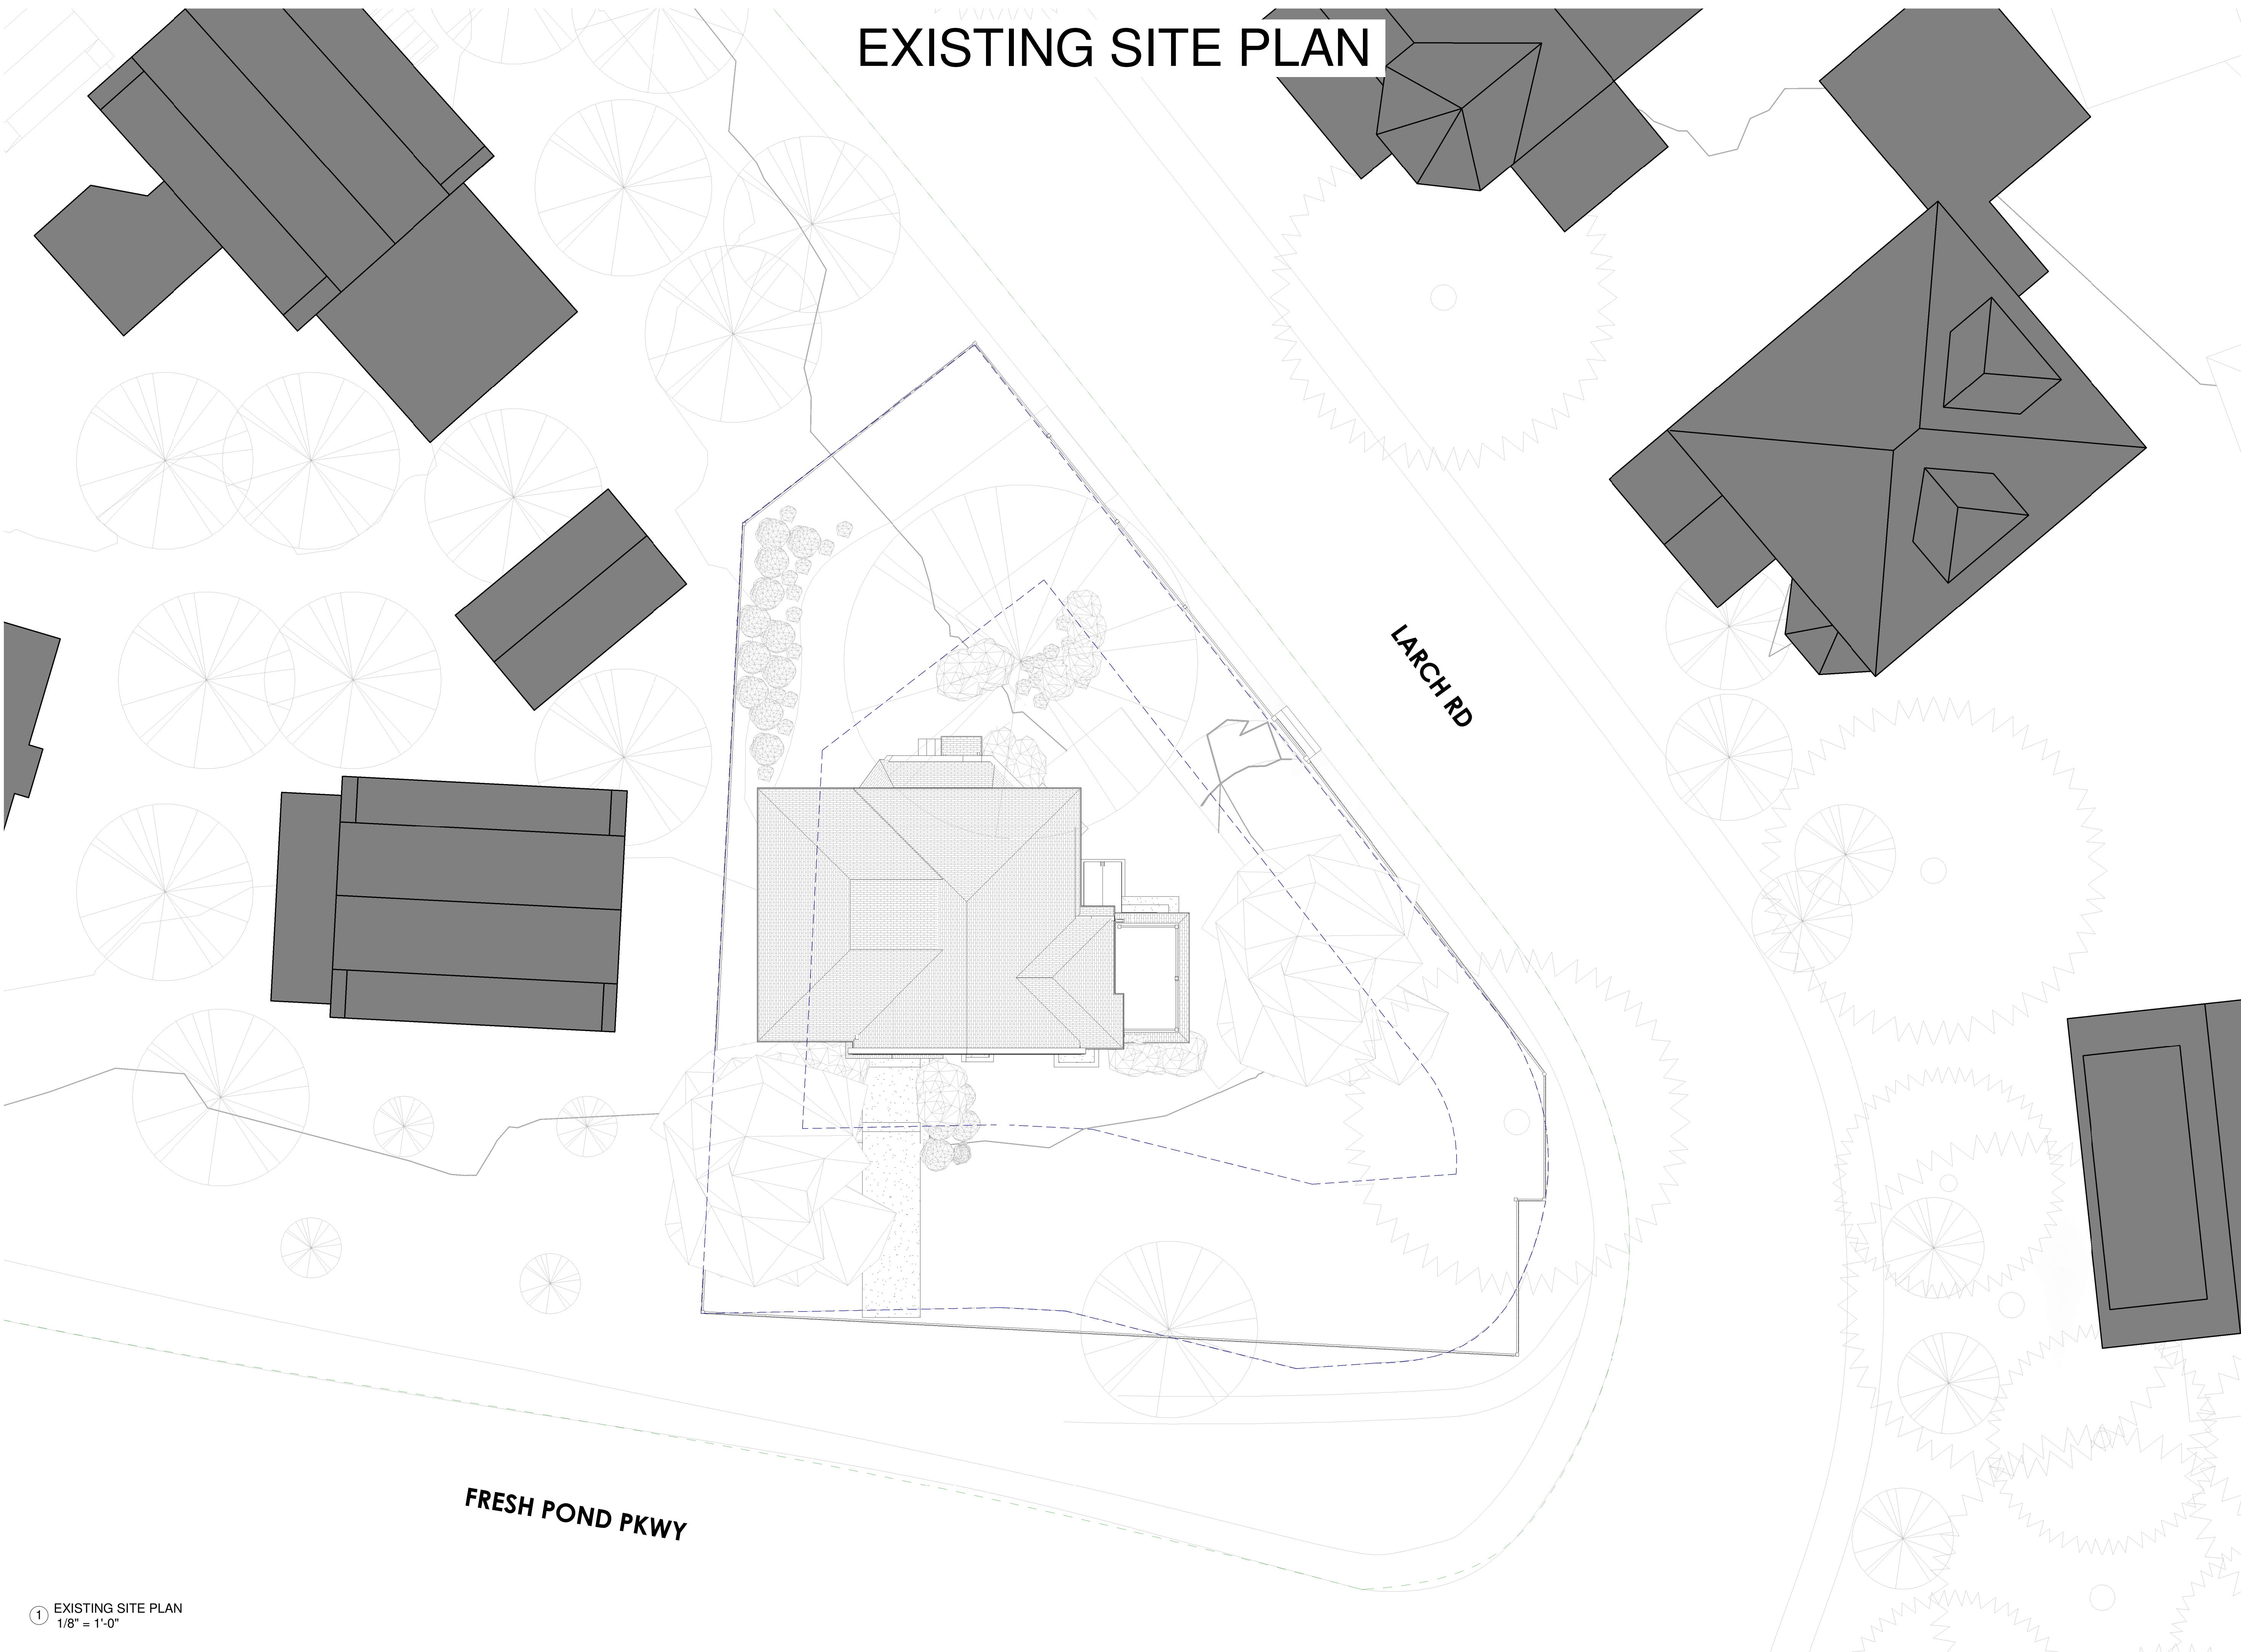 EXISTING SITE PLAN
LARCH RD
FRESH POND PKWY
1 EXISTING SITE PLAN
1/8" = 1'-0"